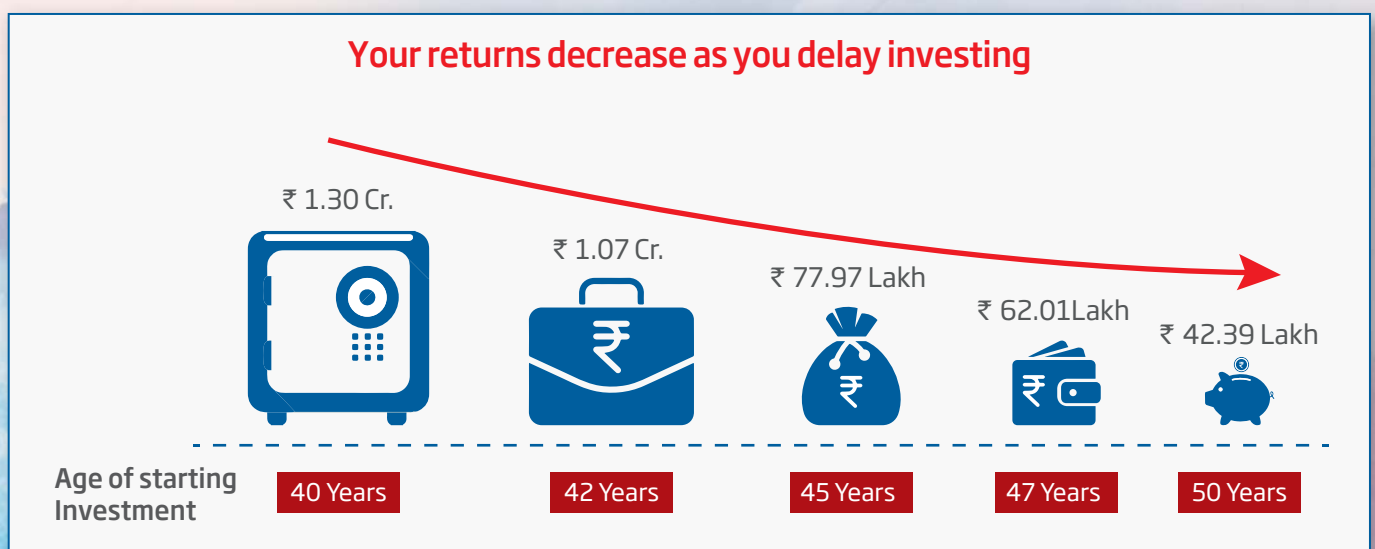 Your returns decrease as you delay investing
₹ 1.30 Cr.
₹ 1.07 Cr.
₹ 77.97 Lakh
₹ 62.01Lakh
₹ 42.39 Lakh
₹
₹
₹
₹
Age of starting
Investment
40 Years
42 Years
45 Years
47 Years
50 Years